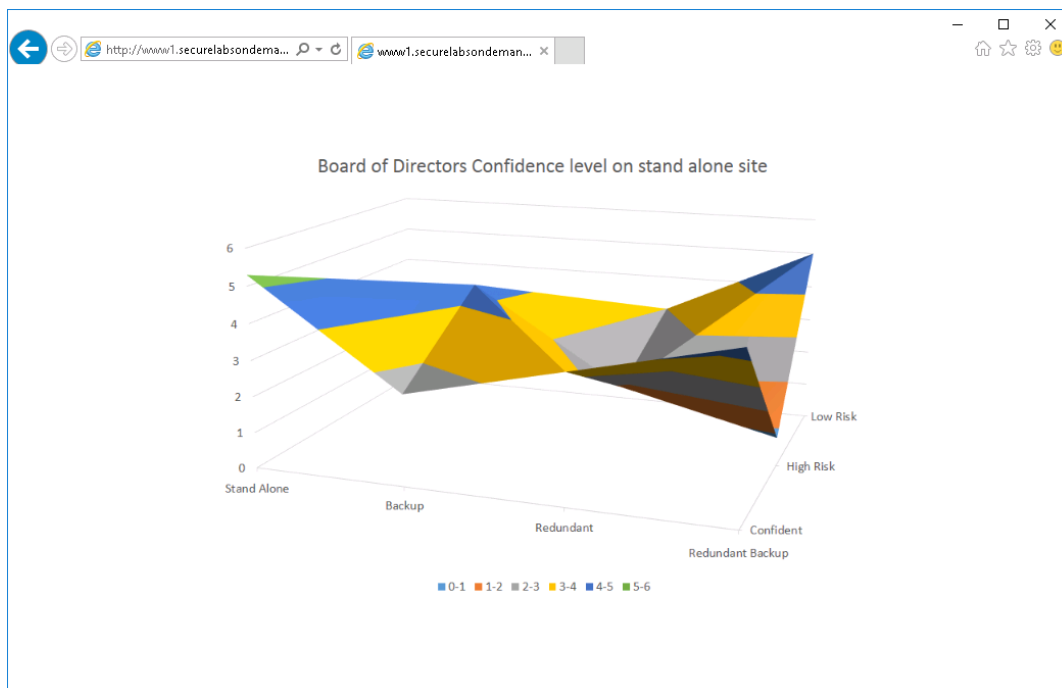 http://www1.securelabsondema...
www1.securelabsondeman...
Board of Directors Confidence level on stand alone site
6
5
4
3
2
1
0
Stand Alone
Backup
Redundant
Redundant Backup
Low Risk
High Risk
Confident
0-1 1-2 2-3 3-4 4-5 5-6